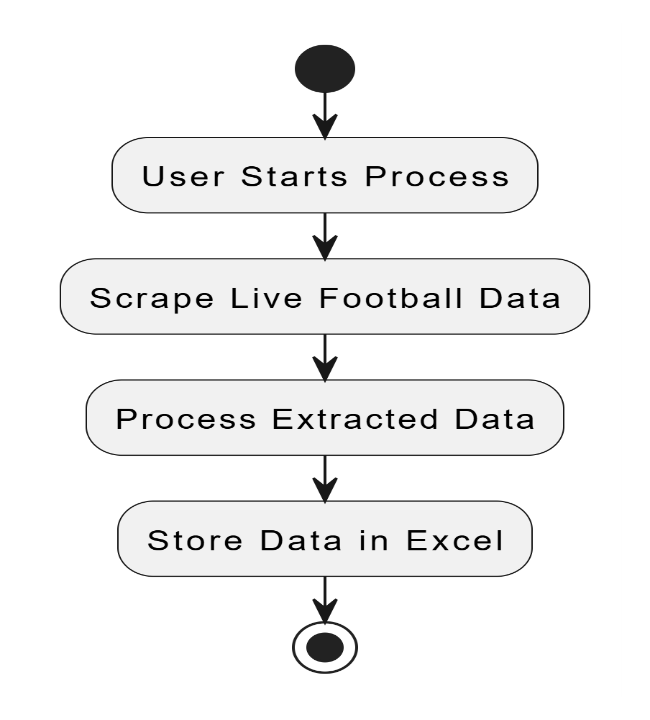 User Starts Process
Scrape Live Football Data
Process Extracted Data
Store Data in Excel